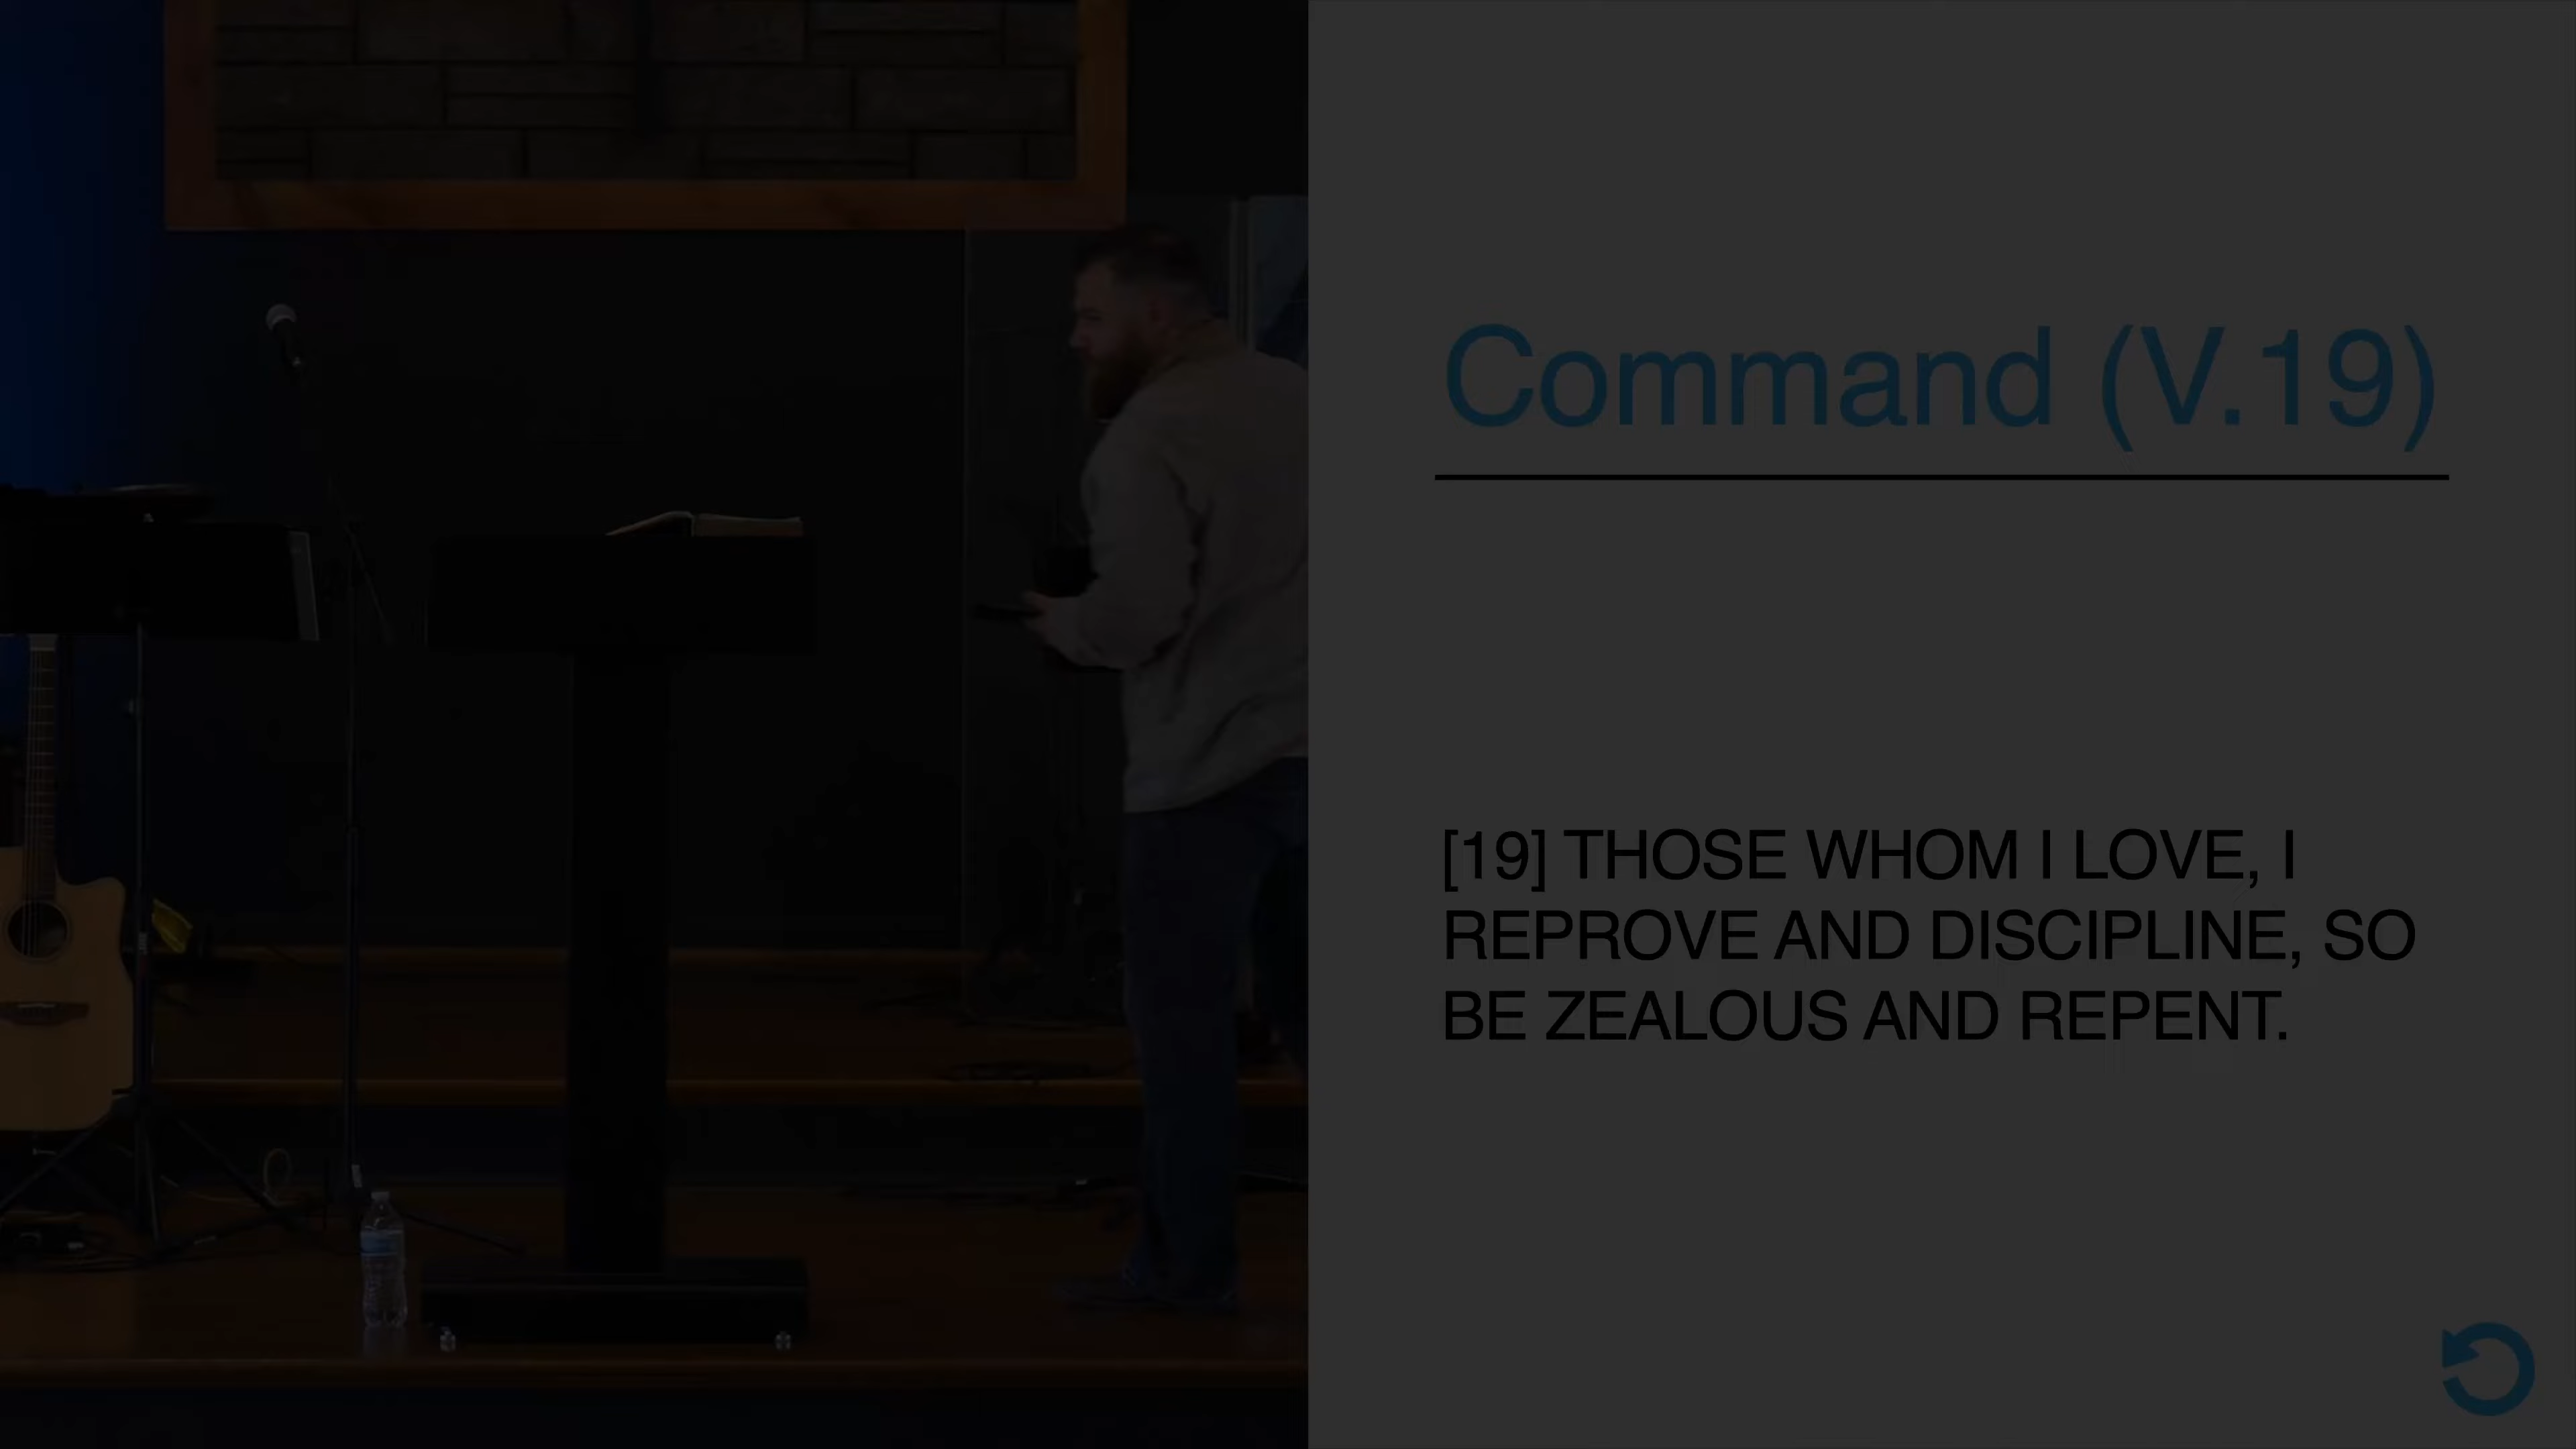 Command (V.19)
[19] THOSE WHOM I LOVE, I
REPROVE AND DISCIPLINE, SO
BE ZEALOUS AND REPENT.